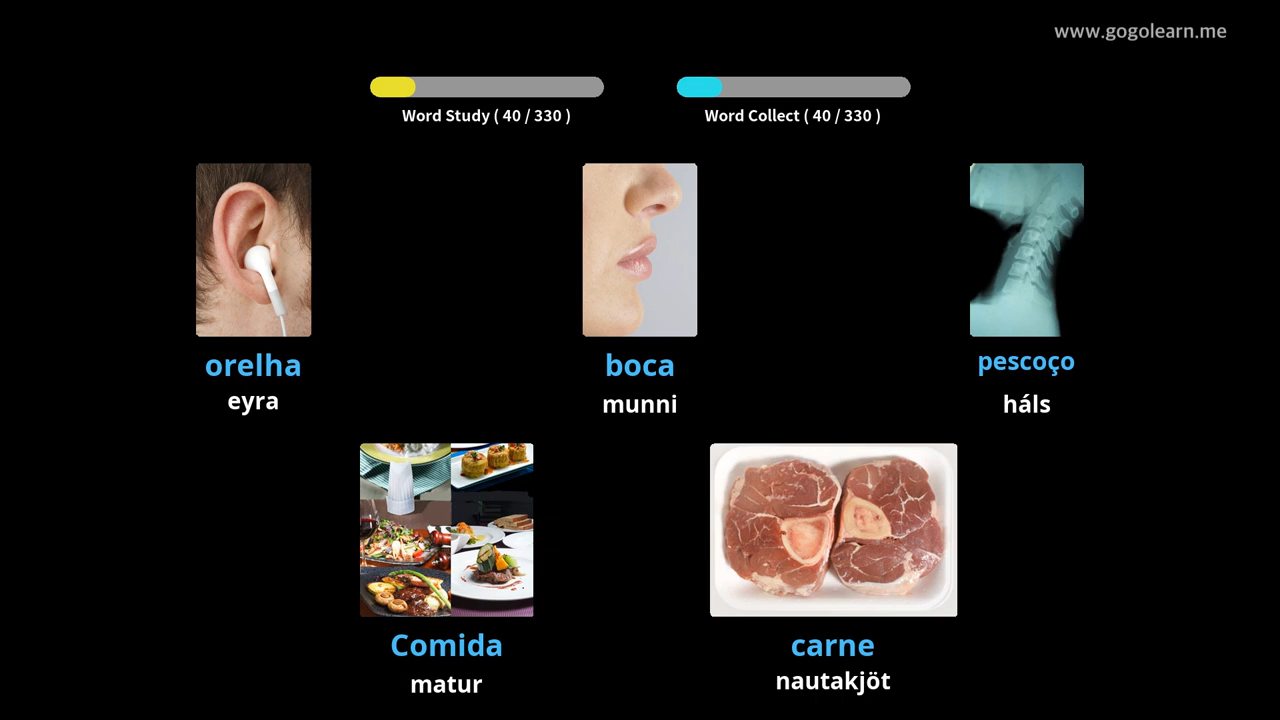 www.gogolearn.me
Word Study ( 40 / 330 )
Word Collect ( 40 / 330 )
orelha
eyra
boca
munni
pescoço
háls
Comida
matur
carne
nautakjöt